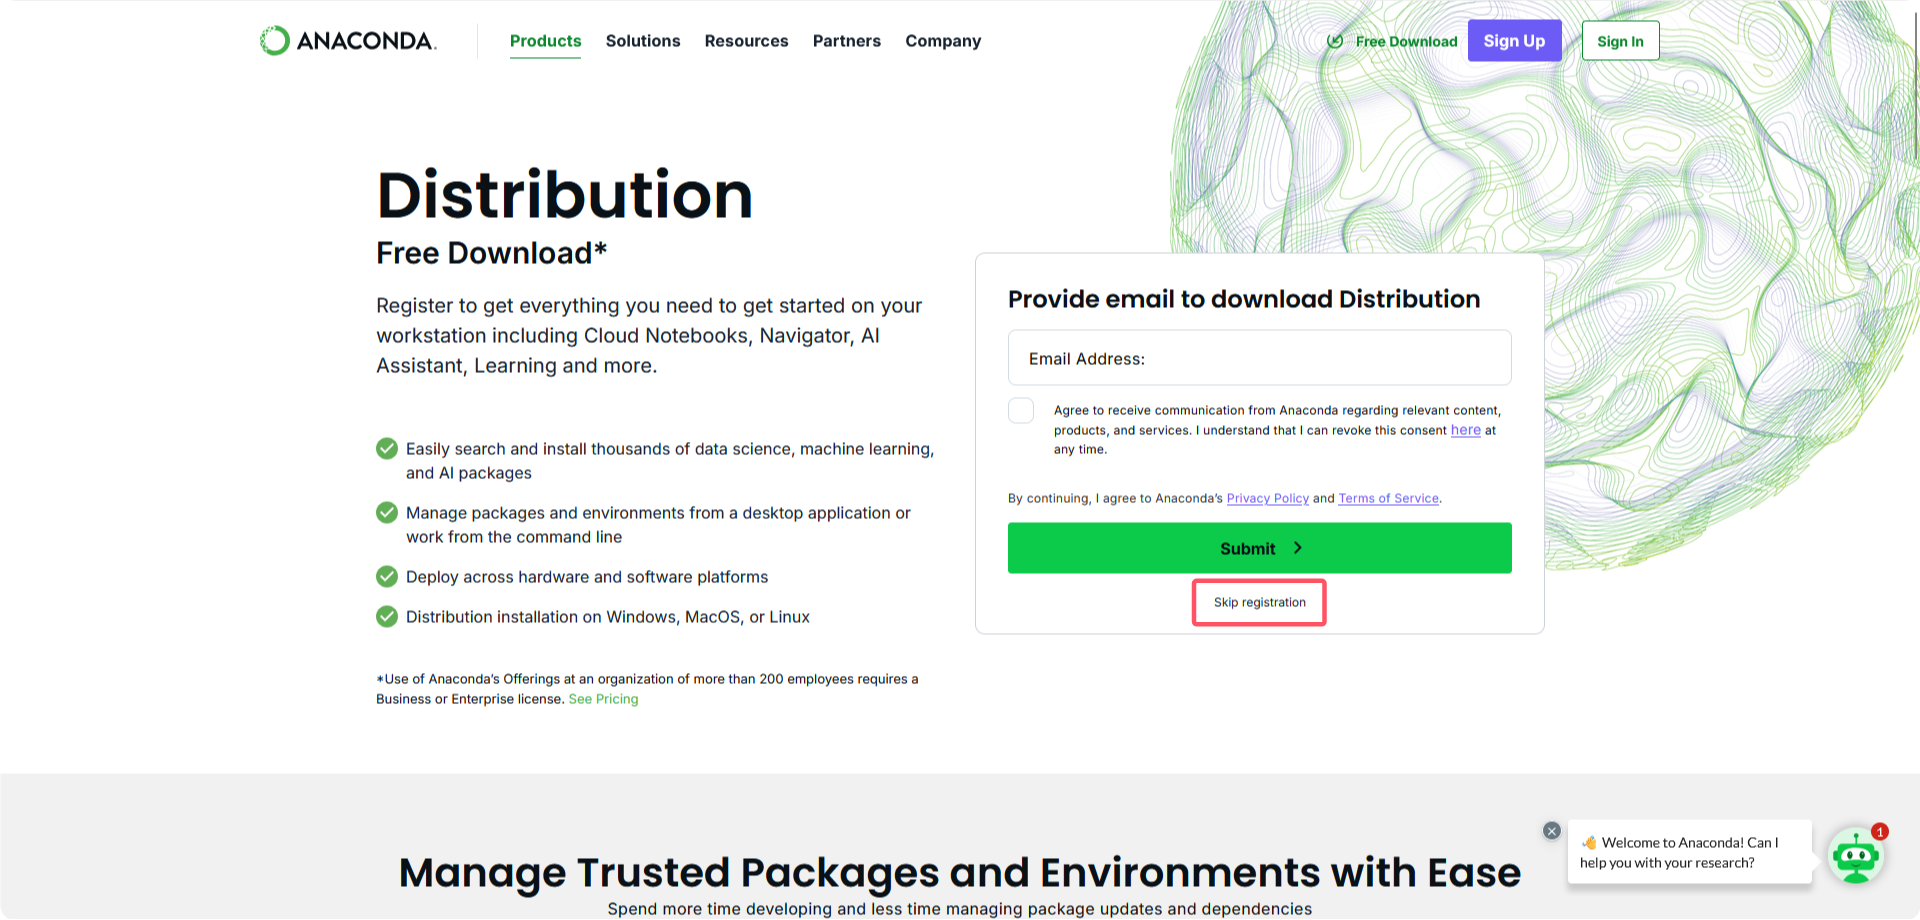 ANACONDA.
Products
Solutions
Resources
Partners
Company
Free Download
Sign Up
Sign In
Distribution
Free Download*
Register to get everything you need to get started on your
workstation including Cloud Notebooks, Navigator, AI
Assistant, Learning and more.
Easily search and install thousands of data science, machine learning,
and AI packages
Manage packages and environments from a desktop application or
work from the command line
Deploy across hardware and software platforms
Distribution installation on Windows, MacOS, or Linux
*Use of Anaconda's Offerings at an organization of more than 200 employees requires a
Business or Enterprise license. See Pricing
Provide email to download Distribution
Email Address:
Agree to receive communication from Anaconda regarding relevant content,
products, and services. I understand that I can revoke this consent here at
any time.
By continuing, I agree to Anaconda's Privacy Policy and Terms of Service.
Submit
Skip registration
Manage Trusted Packages and Environments with Ease
Spend more time developing and less time managing package updates and dependencies
👋 Welcome to Anaconda! Can I
help you with your research?
1